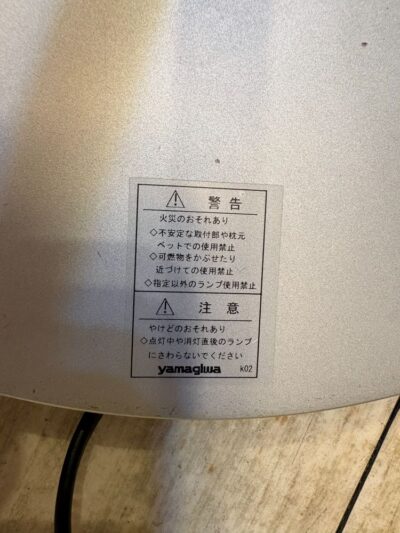 ⚠ 警告
火災のおそれあり
◇不安定な取付部や枕元
ベットでの使用禁止
◇可燃物をかぶせたり
近づけての使用禁止
◇指定以外のランプ使用禁止
⚠ 注意
やけどのおそれあり
◇点灯中や消灯直後のランプ
にさわらないでください
yamagiwa k02